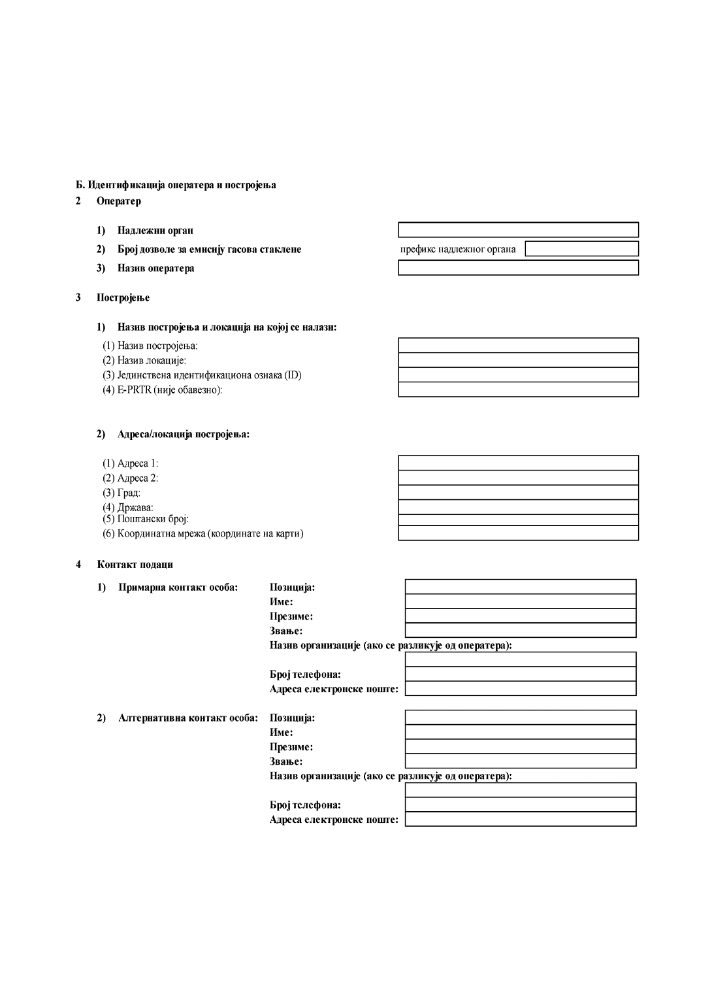 Б. Идентификација оператера и постројења
2 Оператер
1) Надлежни орган
2) Број дозволе за емисију гасова стаклене префикс надлежног органа
3) Назив оператера
3 Постројење
1) Назив постројења и локација на којој се налази:
(1) Назив постројења:
(2) Назив локације:
(3) Јединствена идентификациона ознака (ID)
(4) E-PRTR (није обавезно):
2) Адреса/локација постројења:
(1) Адреса 1:
(2) Адреса 2:
(3) Град:
(4) Држава:
(5) Поштански број:
(6) Координатна мрежа (координате на карти)
4 Контакт подаци
1) Примарна контакт особа: Позиција:
Име:
Презиме:
Звање:
Назив организације (ако се разликује од оператера):
Број телефона:
Адреса електронске поште:
2) Алтернативна контакт особа: Позиција:
Име:
Презиме:
Звање:
Назив организације (ако се разликује од оператера):
Број телефона:
Адреса електронске поште: